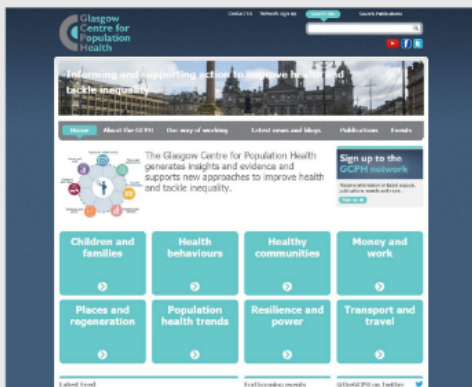 Glasgow
Centre for
Population
Health
Contact Us
Network sign up
Search Publications
Informing and supporting action to improve health and
tackle inequality
Home
About the GCPH
Our way of working
Latest news and blogs
Publications
Events
The Glasgow Centre for Population Health
generates insights and evidence and
supports new approaches to improve health
and tackle inequality.
Sign up to the
GCPH network
Sign up
Children and
families
Health
behaviours
Healthy
communities
Money and
work
Places and
regeneration
Population
health trends
Resilience and
power
Transport and
travel
Latest Feed
Forthcoming events
@theGCPH on Twitter